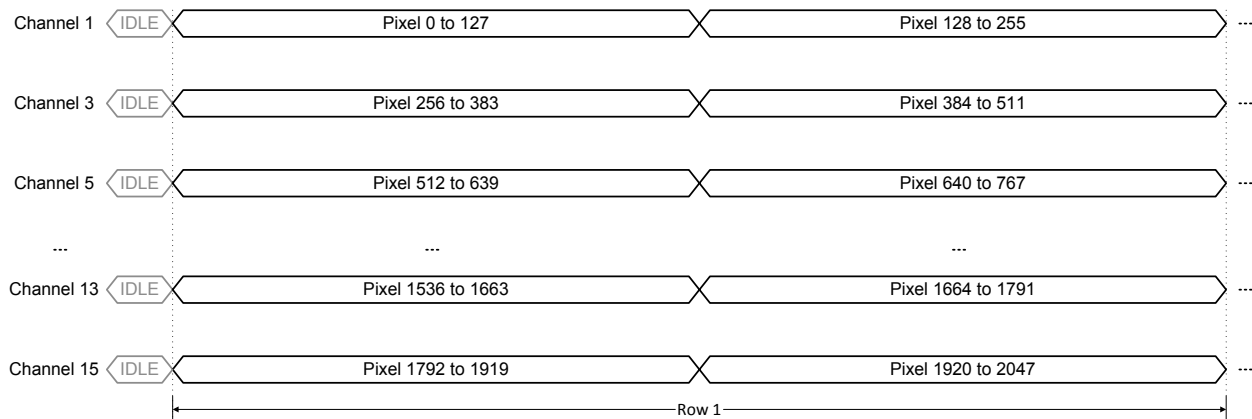 Channel 1 IDLE Pixel 0 to 127 Pixel 128 to 255 ---
Channel 3 IDLE Pixel 256 to 383 Pixel 384 to 511 ---
Channel 5 IDLE Pixel 512 to 639 Pixel 640 to 767 ---
--- --- ---
Channel 13 IDLE Pixel 1536 to 1663 Pixel 1664 to 1791 ---
Channel 15 IDLE Pixel 1792 to 1919 Pixel 1920 to 2047 ---
Row 1